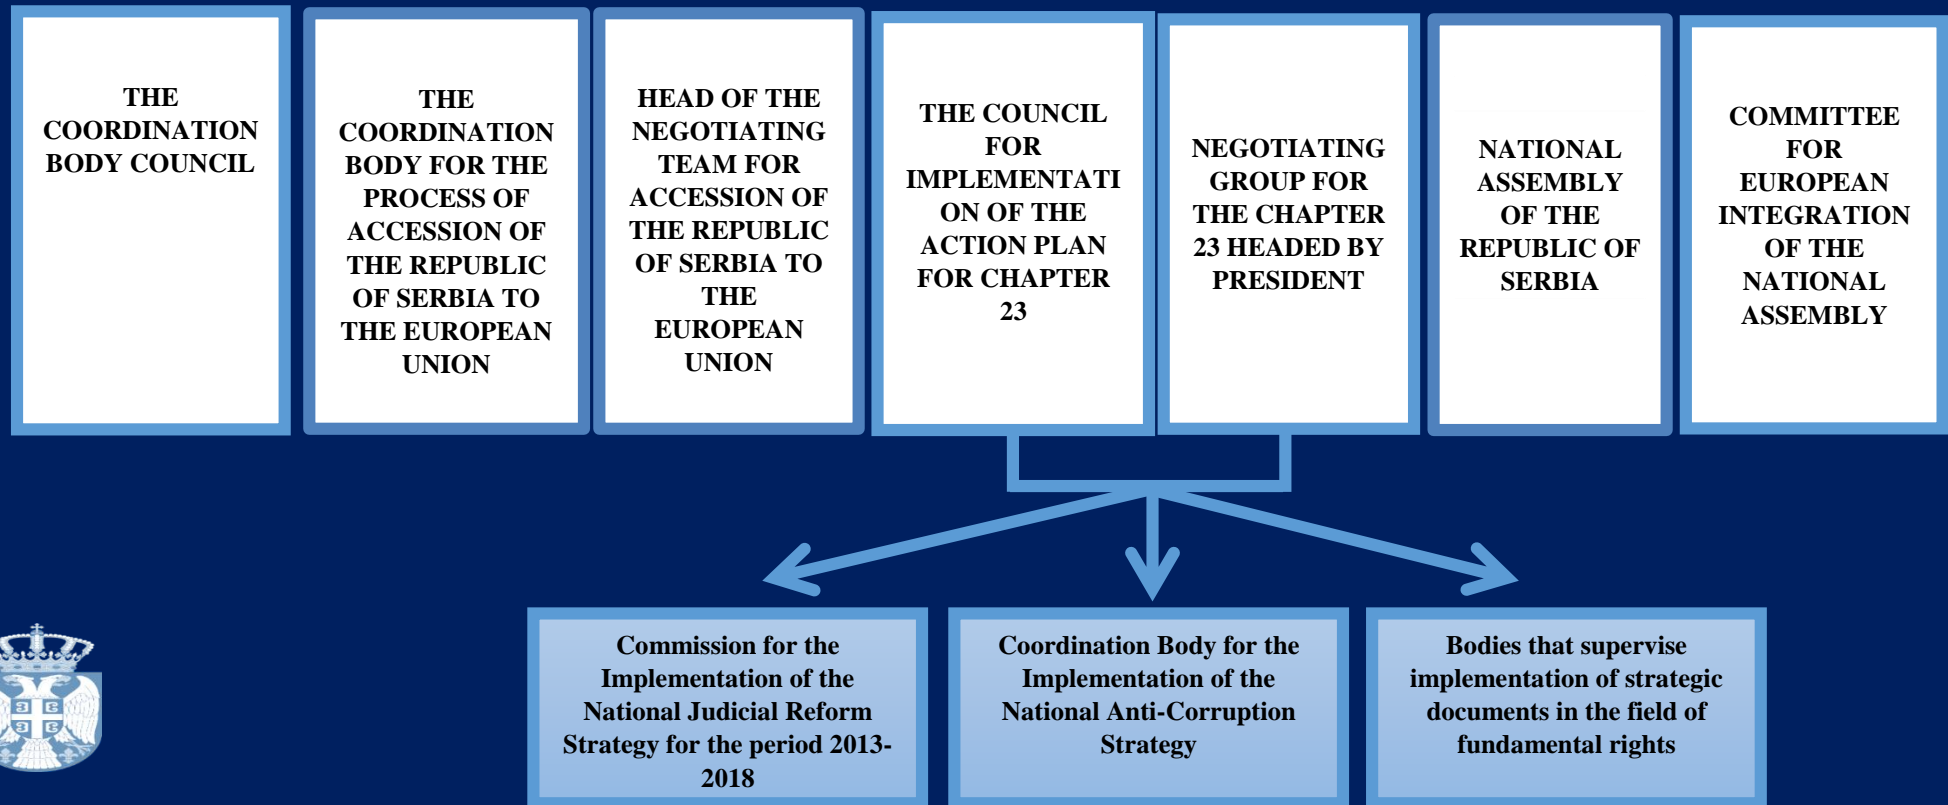 THE
COORDINATION
BODY COUNCIL
THE
COORDINATION
BODY FOR THE
PROCESS OF
ACCESSION OF
THE REPUBLIC
OF SERBIA TO
THE EUROPEAN
UNION
HEAD OF THE
NEGOTIATING
TEAM FOR
ACCESSION OF
THE REPUBLIC
OF SERBIA TO
THE
EUROPEAN
UNION
THE COUNCIL
FOR
IMPLEMENTATI
ON OF THE
ACTION PLAN
FOR CHAPTER
23
NEGOTIATING
GROUP FOR
THE CHAPTER
23 HEADED BY
PRESIDENT
NATIONAL
ASSEMBLY
OF THE
REPUBLIC OF
SERBIA
COMMITTEE
FOR
EUROPEAN
INTEGRATION
OF THE
NATIONAL
ASSEMBLY
Commission for the
Implementation of the
National Judicial Reform
Strategy for the period 2013-
2018
Coordination Body for the
Implementation of the
National Anti-Corruption
Strategy
Bodies that supervise
implementation of strategic
documents in the field of
fundamental rights